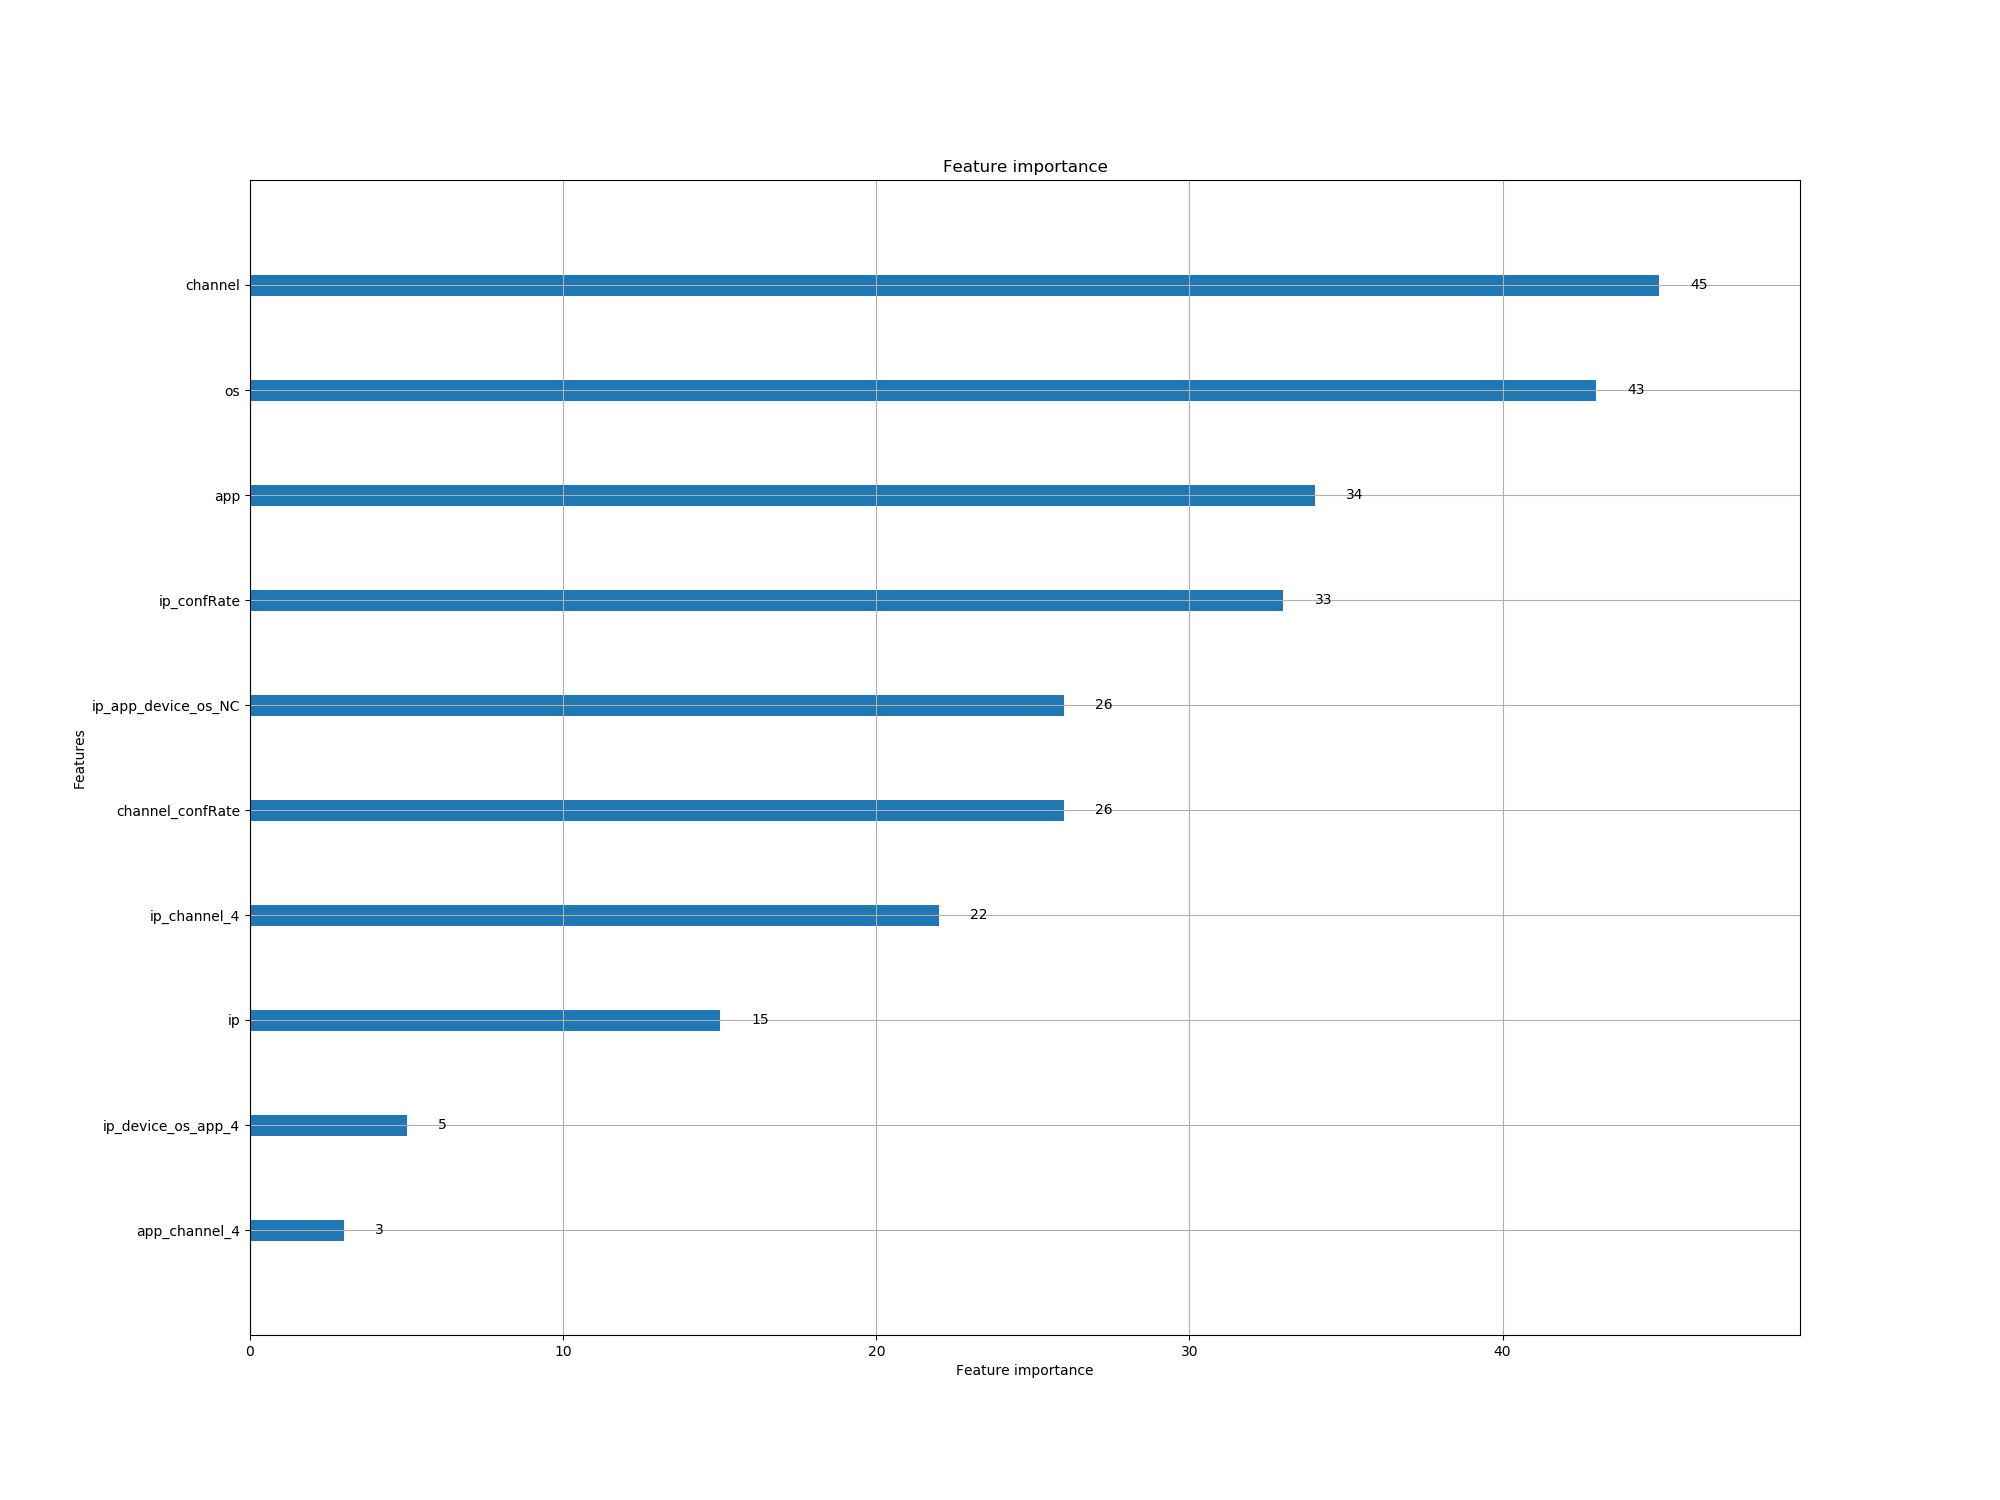 Feature importance
channel
45
os
43
app
34
ip_confRate
33
ip_app_device_os_NC
26
Features
channel_confRate
26
ip_channel_4
22
ip
15
ip_device_os_app_4
5
app_channel_4
3
0 10 20 30 40
Feature importance